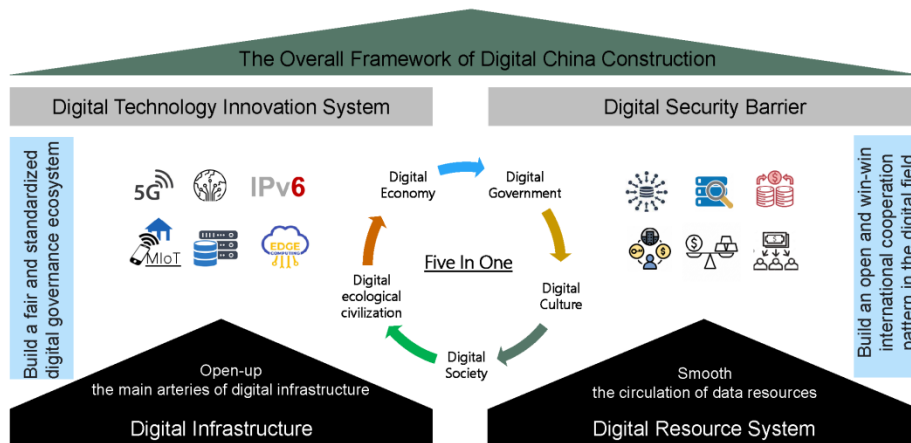 The Overall Framework of Digital China Construction
Digital Technology Innovation System
Digital Security Barrier
Build a fair and standardized
digital governance ecosystem
5G
IPv6
MIoT
EDGE
COMPUTING
Digital
Economy
Digital
Government
Five In One
Digital
ecological
civilization
Digital
Culture
Digital
Society
Build an open and win-win
international cooperation
pattern in the digital field
Open-up
the main arteries of digital infrastructure
Digital Infrastructure
Smooth
the circulation of data resources
Digital Resource System